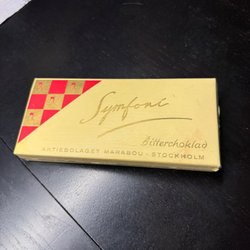 Symfoni
Bitterchoklad
AKTIEBOLAGET MARABOU - STOCKHOLM